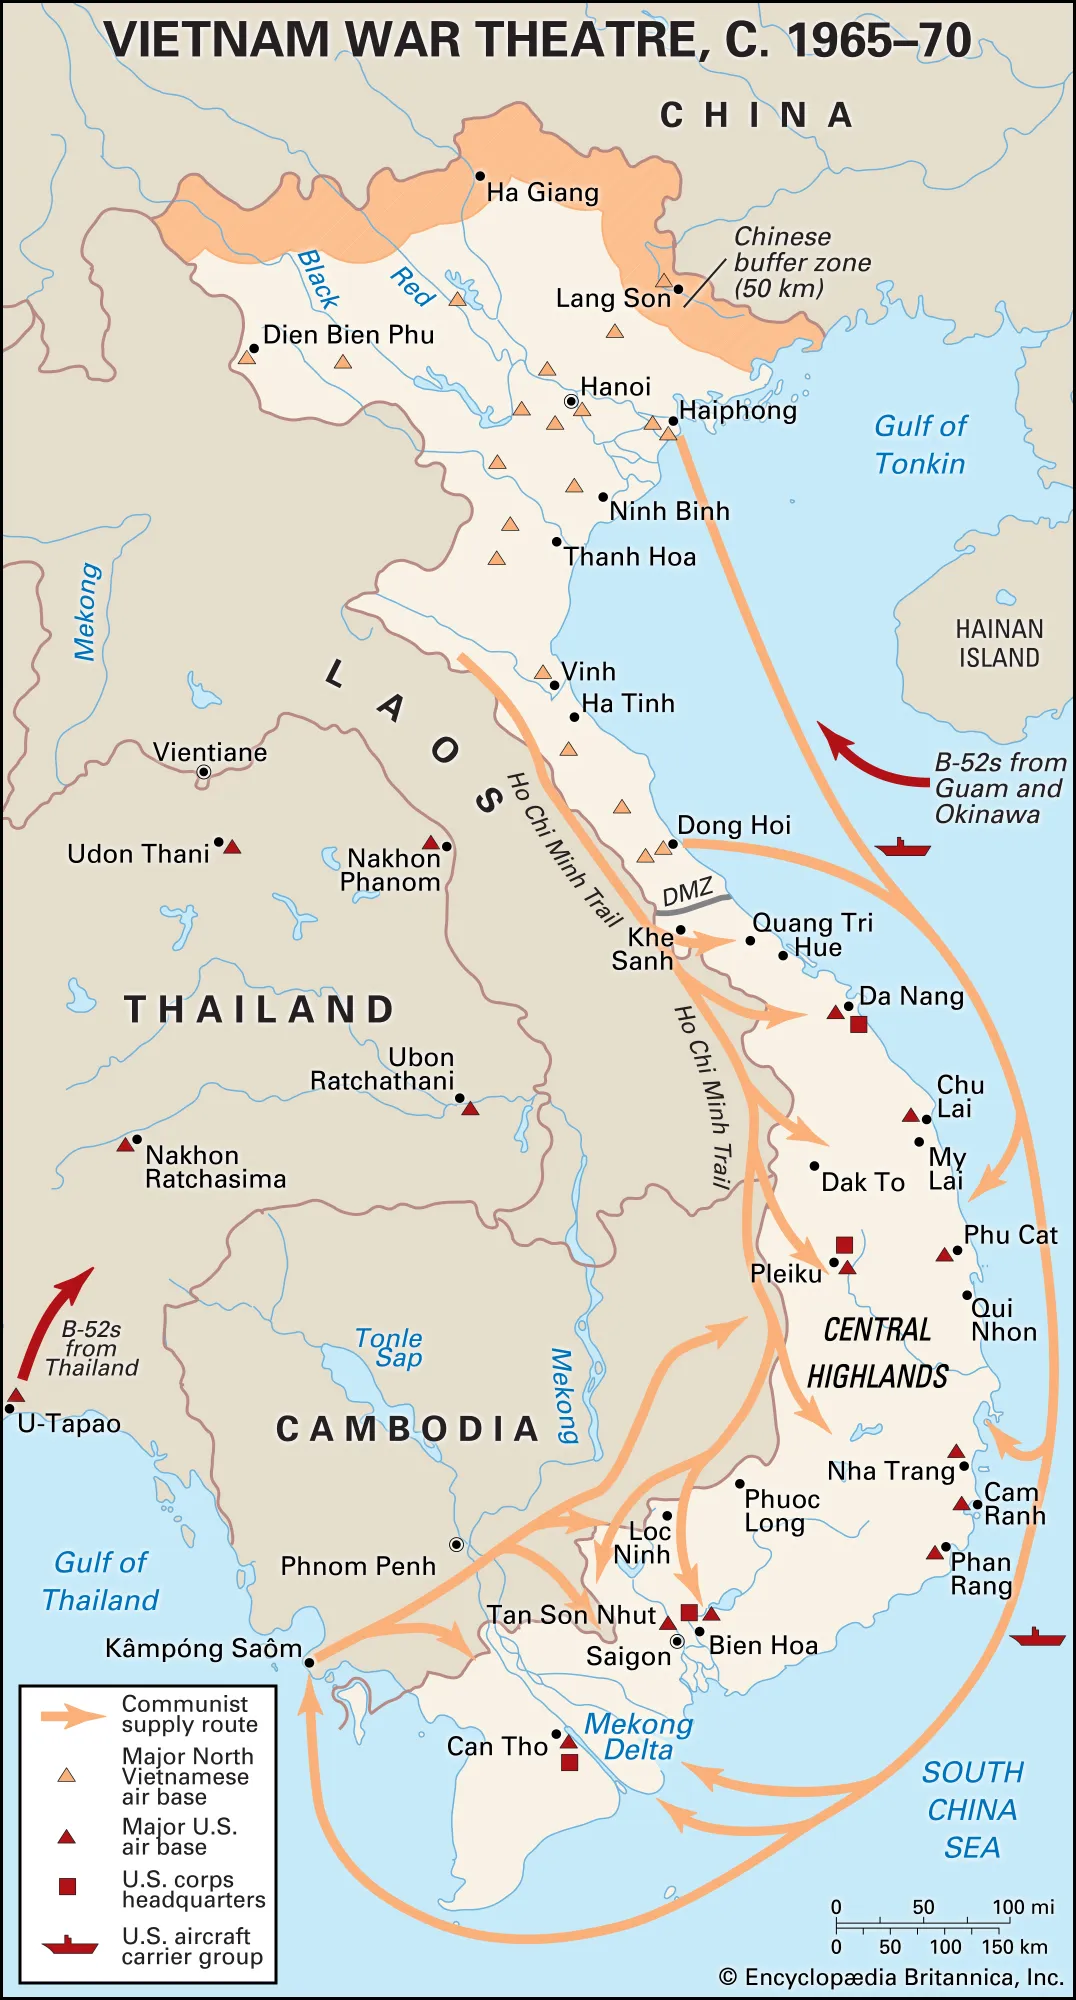 VIETNAM WAR THEATRE, C. 1965–70
CHINA
Ha Giang
Chinese
buffer zone
(50 km)
Black
Red
Lang Son
Dien Bien Phu
Hanoi
Haiphong
Gulf of
Tonkin
Ninh Binh
Thanh Hoa
Mekong
HAINAN
ISLAND
LAOS
Vinh
Ha Tinh
Vientiane
B-52s from
Guam and
Okinawa
Ho Chi Minh Trail
Udon Thani
Nakhon
Phanom
Dong Hoi
DMZ
Khe
Sanh
Quang Tri
Hue
THAILAND
Da Nang
Ho Chi Minh Trail
Ubon
Ratchathani
Chu
Lai
Nakhon
Ratchasima
My
Lai
Dak To
Phu Cat
Pleiku
Qui
Nhon
B-52s
from
Thailand
U-Tapao
Tonle
Sap
Mekong
CENTRAL
HIGHLANDS
CAMBODIA
Nha Trang
Cam
Ranh
Phuoc
Long
Loc
Ninh
Phnom Penh
Phan
Rang
Gulf of
Thailand
Tan Son Nhut
Bien Hoa
Saigon
Kâmpóng Saôm
Can Tho
Mekong
Delta
SOUTH
CHINA
SEA
Communist
supply route
Major North
Vietnamese
air base
Major U.S.
air base
U.S. corps
headquarters
U.S. aircraft
carrier group
0 50 100 mi
0 50 100 150 km
© Encyclopædia Britannica, Inc.